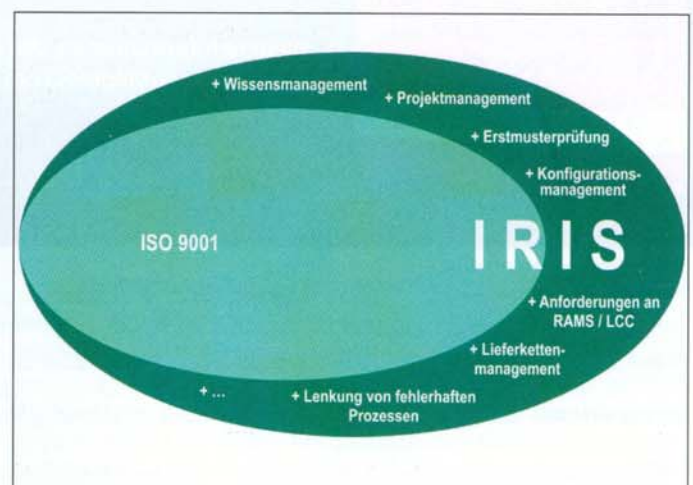 + Wissensmanagement
+ Projektmanagement
+ Erstmusterprüfung
+ Konfigurations-
management
ISO 9001
IRIS
+ Anforderungen an
RAMS / LCC
+ Lieferketten-
management
+ ...
+ Lenkung von fehlerhaften
Prozessen